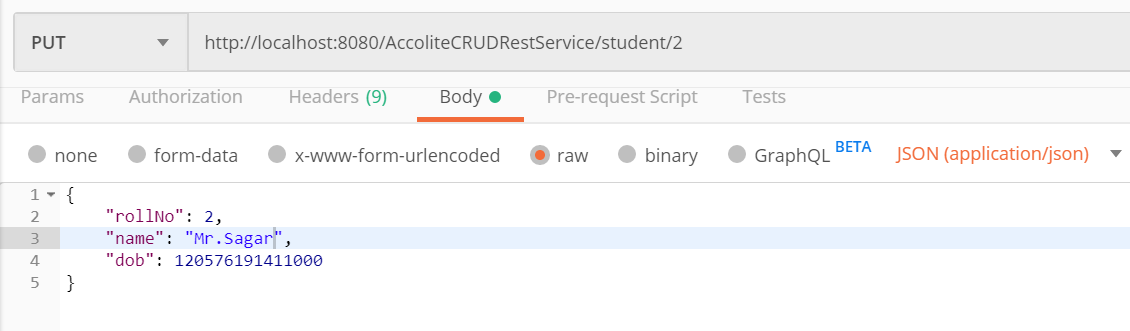 PUT http://localhost:8080/AccoliteCRUDRestService/student/2
Params Authorization Headers (9) Body Pre-request Script Tests
none form-data x-www-form-urlencoded raw binary GraphQL BETA JSON (application/json)
1 {
2 "rollNo": 2,
3 "name": "Mr.Sagar",
4 "dob": 120576191411000
5 }